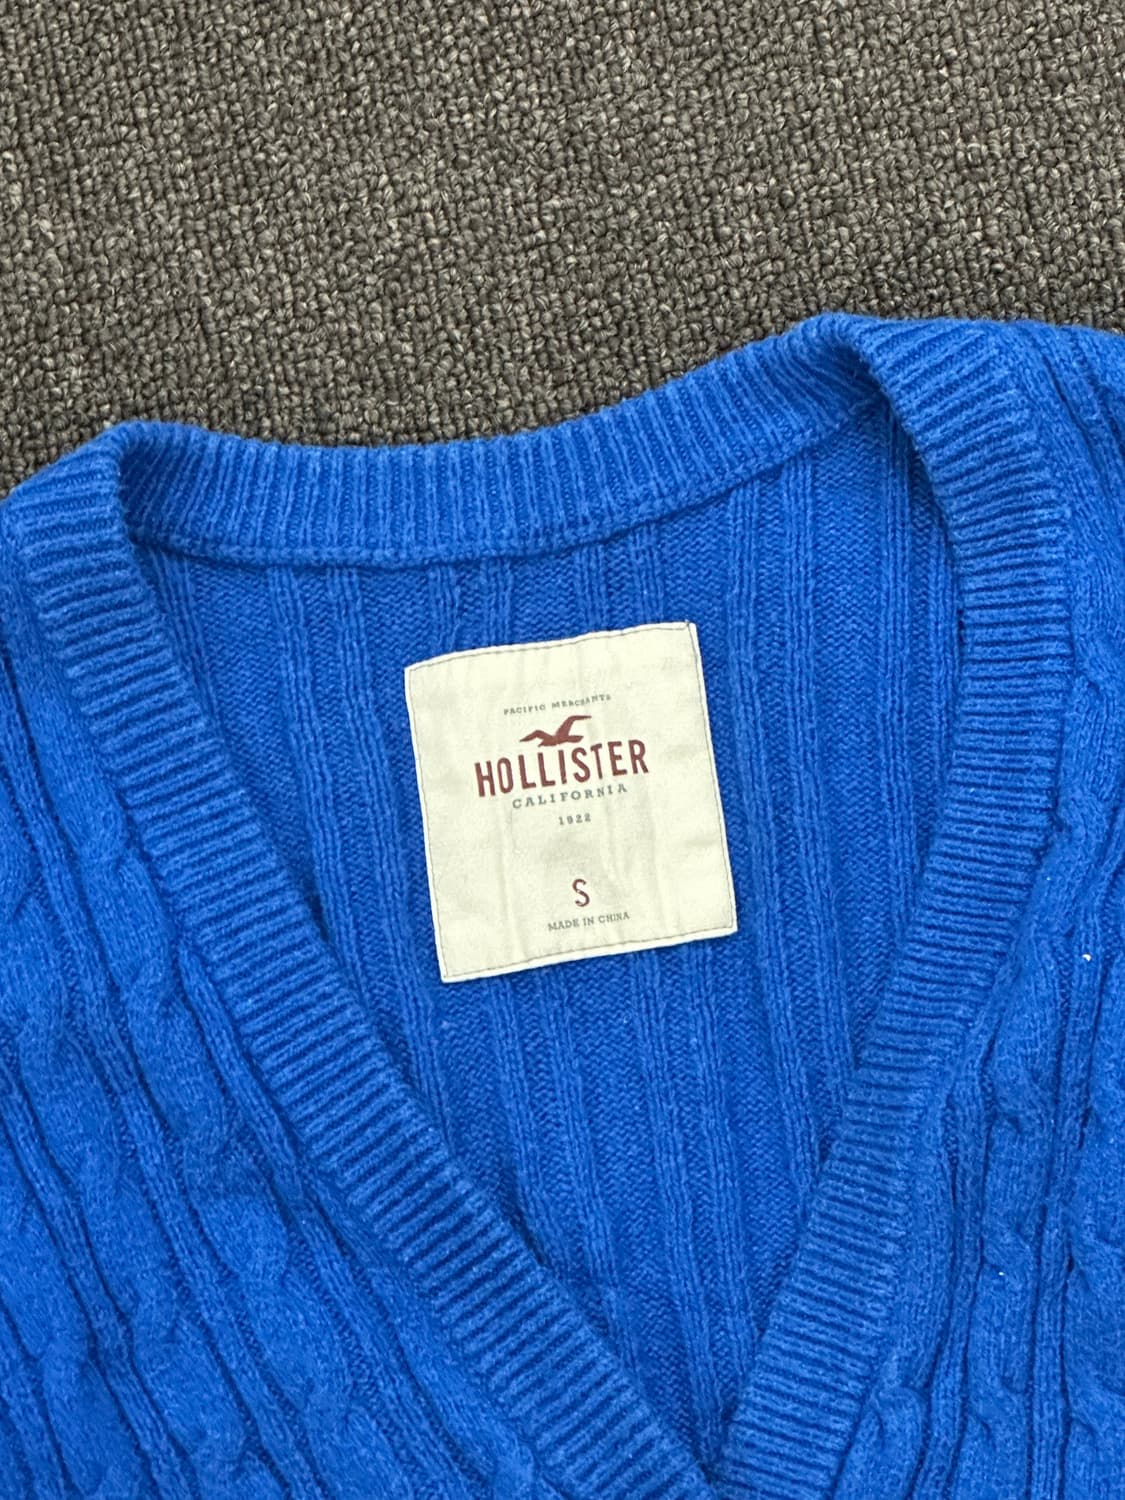 PACIFIC MERCHANTS
HOLLISTER
CALIFORNIA
1922
S
MADE IN CHINA